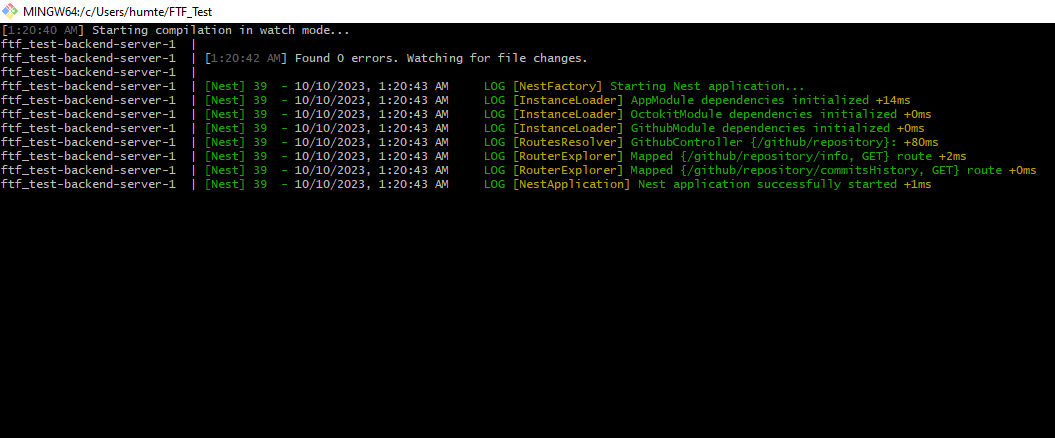 MINGW64:/c/Users/humte/FTF_Test
[1:20:40 AM] Starting compilation in watch mode...
ftf_test-backend-server-1 |
ftf_test-backend-server-1 | [1:20:42 AM] Found 0 errors. Watching for file changes.
ftf_test-backend-server-1 |
ftf_test-backend-server-1 | [Nest] 39 - 10/10/2023, 1:20:43 AM LOG [NestFactory] Starting Nest application...
ftf_test-backend-server-1 | [Nest] 39 - 10/10/2023, 1:20:43 AM LOG [InstanceLoader] AppModule dependencies initialized +14ms
ftf_test-backend-server-1 | [Nest] 39 - 10/10/2023, 1:20:43 AM LOG [InstanceLoader] OctokitModule dependencies initialized +0ms
ftf_test-backend-server-1 | [Nest] 39 - 10/10/2023, 1:20:43 AM LOG [InstanceLoader] GithubModule dependencies initialized +0ms
ftf_test-backend-server-1 | [Nest] 39 - 10/10/2023, 1:20:43 AM LOG [RoutesResolver] GithubController {/github/repository}: +80ms
ftf_test-backend-server-1 | [Nest] 39 - 10/10/2023, 1:20:43 AM LOG [RouterExplorer] Mapped {/github/repository/info, GET} route +2ms
ftf_test-backend-server-1 | [Nest] 39 - 10/10/2023, 1:20:43 AM LOG [RouterExplorer] Mapped {/github/repository/commitsHistory, GET} route +0ms
ftf_test-backend-server-1 | [Nest] 39 - 10/10/2023, 1:20:43 AM LOG [NestApplication] Nest application successfully started +1ms